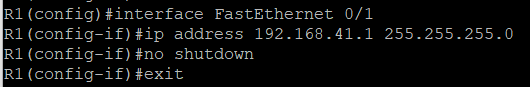 R1(config)#interface FastEthernet 0/1
R1(config-if)#ip address 192.168.41.1 255.255.255.0
R1(config-if)#no shutdown
R1(config-if)#exit